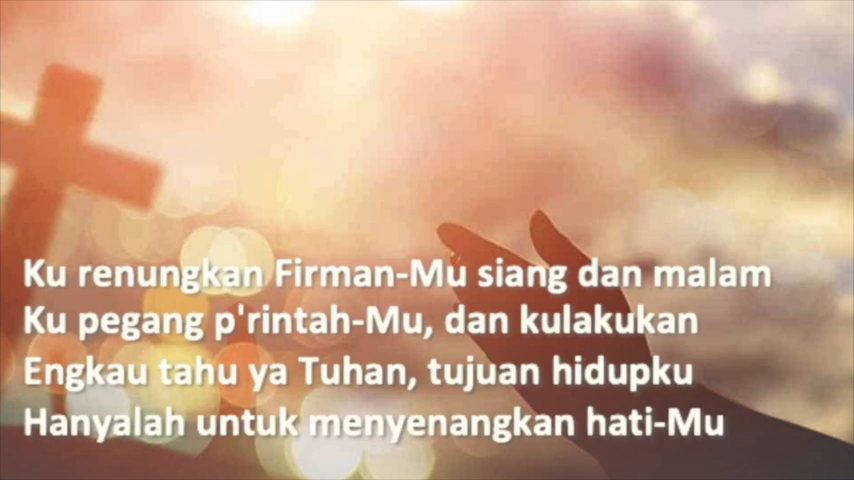 Ku renungkan Firman-Mu siang dan malam
Ku pegang p'rintah-Mu, dan kulakukan
Engkau tahu ya Tuhan, tujuan hidupku
Hanyalah untuk menyenangkan hati-Mu